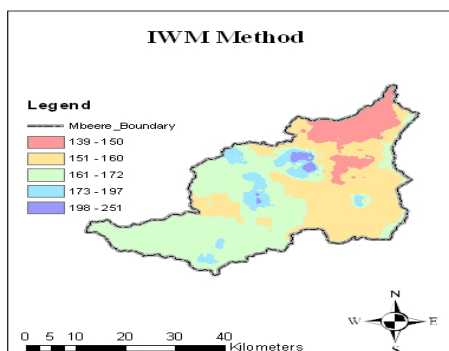 IWM Method
Legend
Mbeere_Boundary
139 - 150
151 - 160
161 - 172
173 - 197
198 - 251
N
W E
S
0 5 10 20 30 40
Kilometers